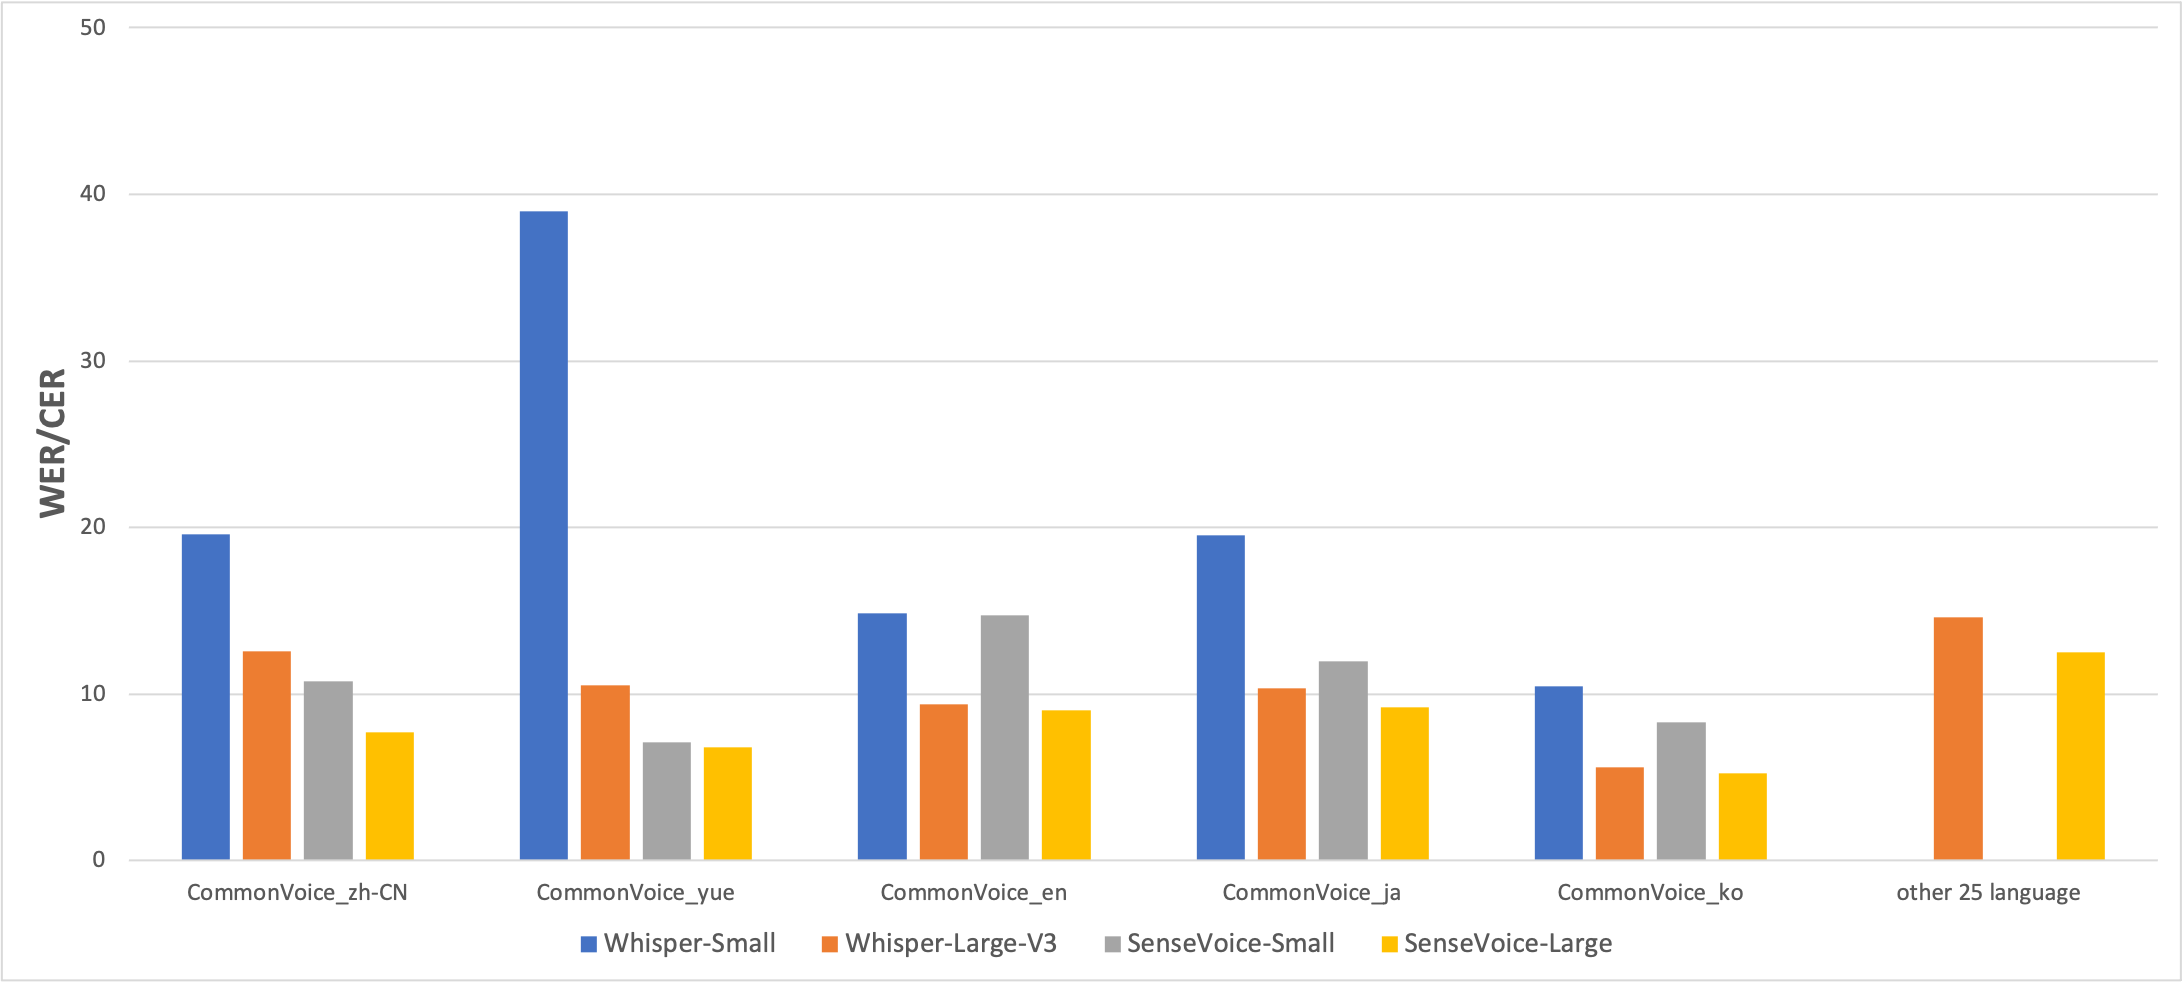 50
40
30
20
10
0
WER/CER
CommonVoice_zh-CN CommonVoice_yue CommonVoice_en CommonVoice_ja CommonVoice_ko other 25 language
Whisper-Small Whisper-Large-V3 SenseVoice-Small SenseVoice-Large